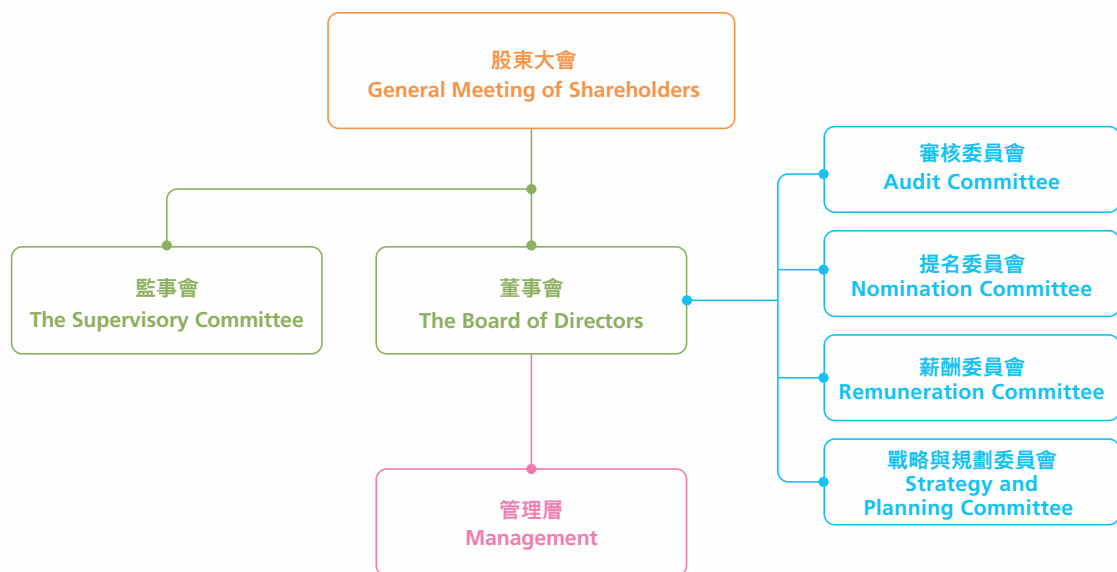 股東大會
General Meeting of Shareholders
監事會
The Supervisory Committee
董事會
The Board of Directors
管理層
Management
審核委員會
Audit Committee
提名委員會
Nomination Committee
薪酬委員會
Remuneration Committee
戰略與規劃委員會
Strategy and
Planning Committee